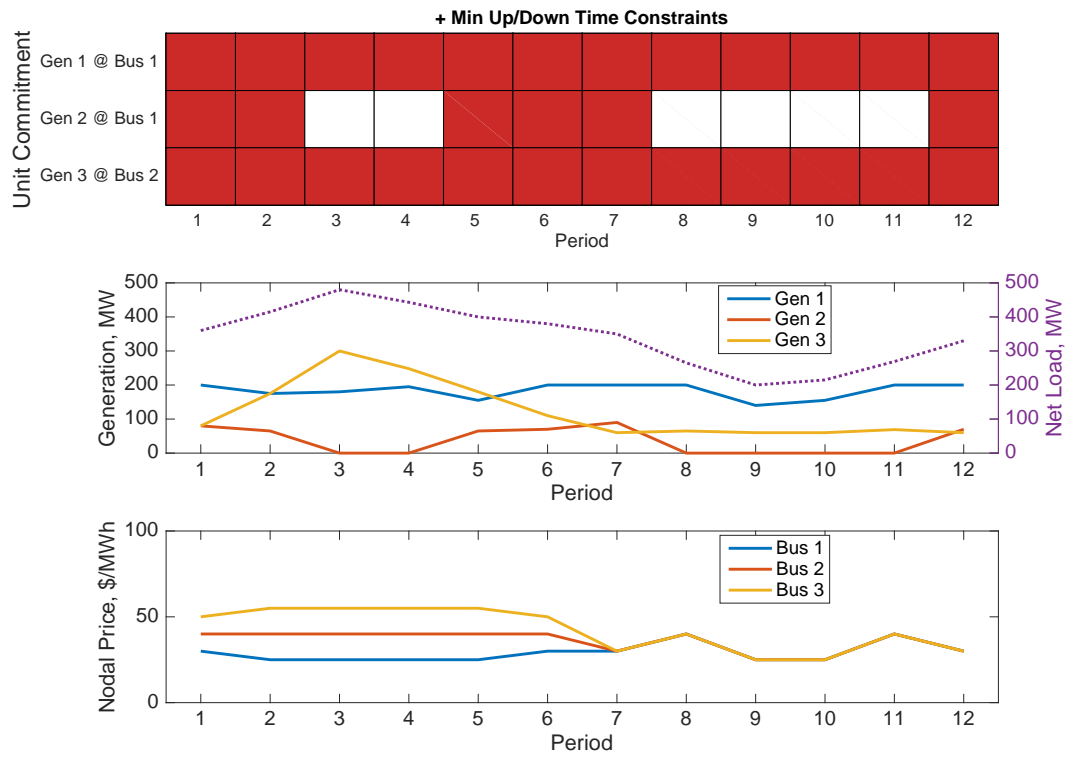 + Min Up/Down Time Constraints
Unit Commitment
Gen 1 @ Bus 1
Gen 2 @ Bus 1
Gen 3 @ Bus 2
1 2 3 4 5 6 7 8 9 10 11 12
Period
Generation, MW
500
400
300
200
100
0
Gen 1
Gen 2
Gen 3
500
400
300
200
100
0
Net Load, MW
1 2 3 4 5 6 7 8 9 10 11 12
Period
Nodal Price, $/MWh
100
50
0
Bus 1
Bus 2
Bus 3
1 2 3 4 5 6 7 8 9 10 11 12
Period